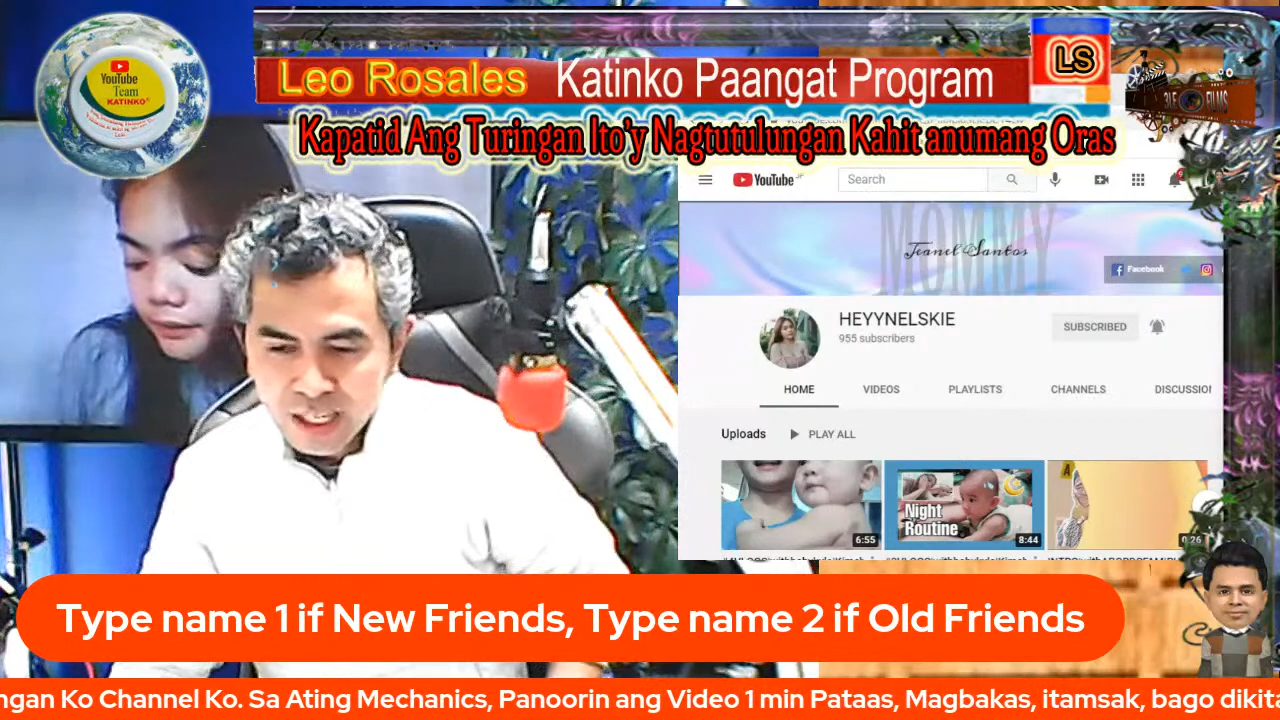 YouTube
Team
KATINKO
Leo Rosales Katinko Paangat Program
LS
3LF FILMS
Kapatid Ang Turingan Ito'y Nagtutulungan Kahit anumang Oras
YouTube
Search
MOMMY
Jeanel Santos
Facebook
HEYYNELSKIE
955 subscribers
SUBSCRIBED
HOME VIDEOS PLAYLISTS CHANNELS DISCUSSION
Uploads PLAY ALL
Night
Routine
6:55
8:44
0:26
Type name 1 if New Friends, Type name 2 if Old Friends
ngan Ko Channel Ko. Sa Ating Mechanics, Panoorin ang Video 1 min Pataas, Magbakas, itamsak, bago dikita